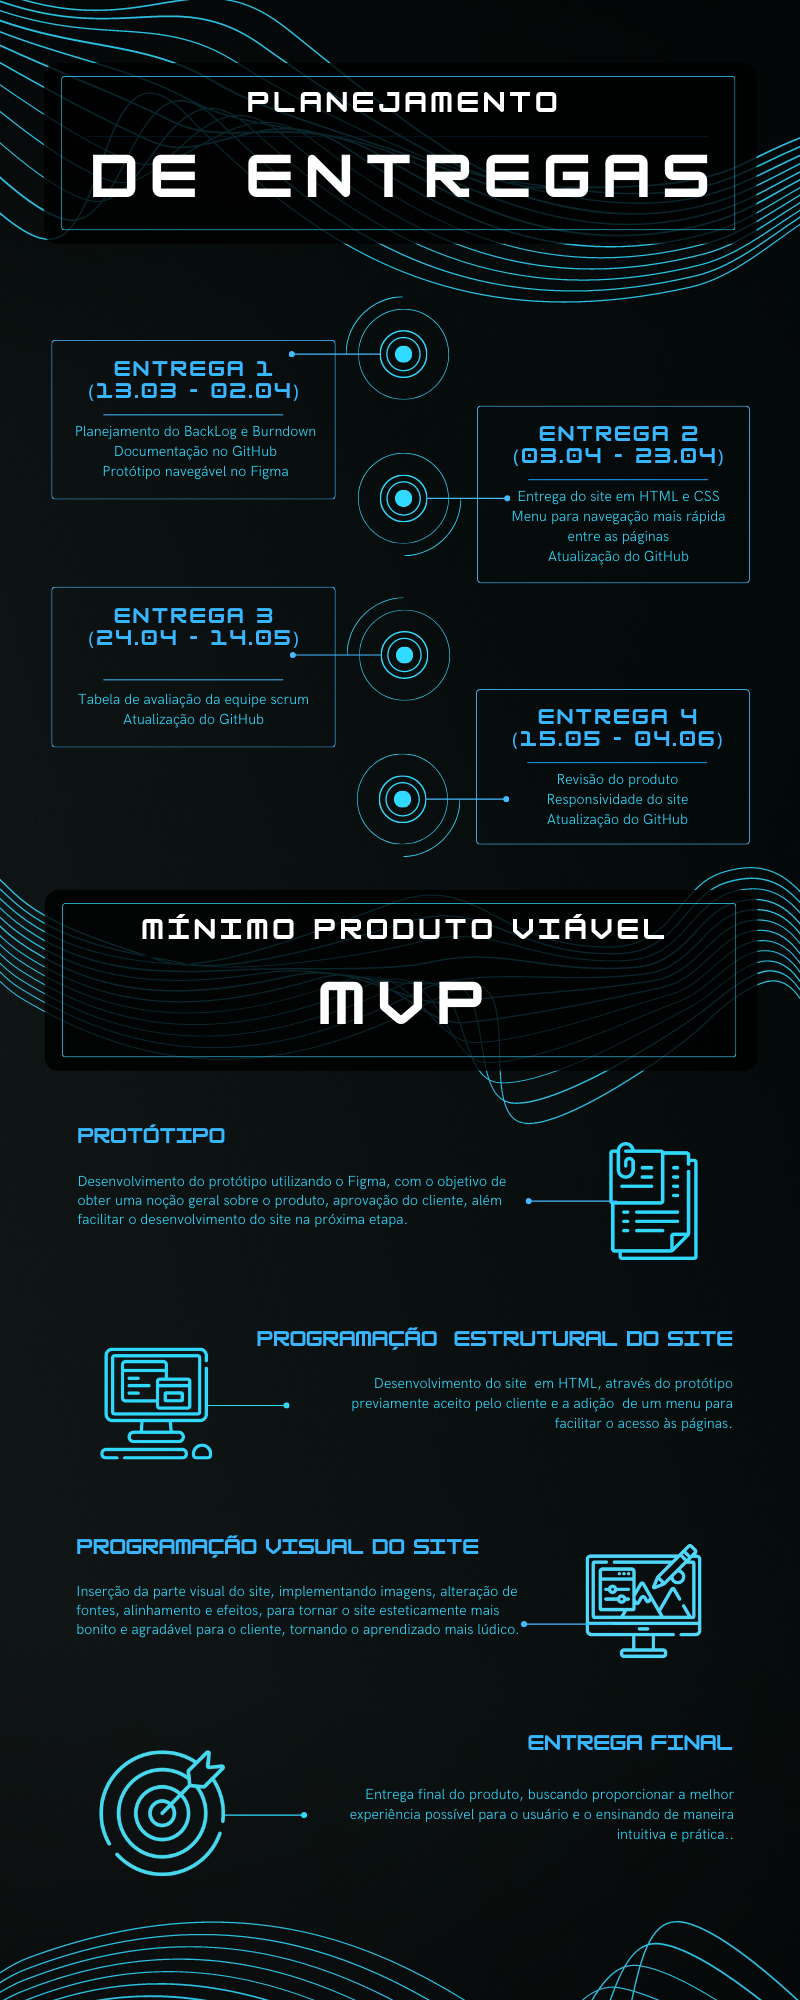 PLANEJAMENTO
DE ENTREGAS
ENTREGA 1
(13.03 - 02.04)
Planejamento do BackLog e Burndown
Documentação no GitHub
Protótipo navegável no Figma
ENTREGA 2
(03.04 - 23.04)
Entrega do site em HTML e CSS
Menu para navegação mais rápida
entre as páginas
Atualização do GitHub
ENTREGA 3
(24.04 - 14.05)
Tabela de avaliação da equipe scrum
Atualização do GitHub
ENTREGA 4
(15.05 - 04.06)
Revisão do produto
Responsividade do site
Atualização do GitHub
MÍNIMO PRODUTO VIÁVEL
MVP
PROTÓTIPO
Desenvolvimento do protótipo utilizando o Figma, com o objetivo de
obter uma noção geral sobre o produto, aprovação do cliente, além
facilitar o desenvolvimento do site na próxima etapa.
PROGRAMAÇÃO  ESTRUTURAL DO SITE
Desenvolvimento do site  em HTML, através do protótipo
previamente aceito pelo cliente e a adição  de um menu para
facilitar o acesso às páginas.
PROGRAMAÇÃO VISUAL DO SITE
Inserção da parte visual do site, implementando imagens, alteração de
fontes, alinhamento e efeitos, para tornar o site esteticamente mais
bonito e agradável para o cliente, tornando o aprendizado mais lúdico.
ENTREGA FINAL
Entrega final do produto, buscando proporcionar a melhor
experiência possível para o usuário e o ensinando de maneira
intuitiva e prática..